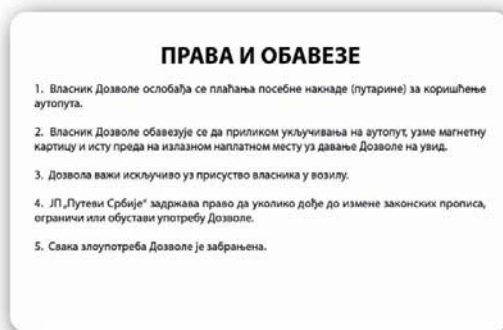 ПРАВА И ОБАВЕЗЕ
1. Власник Дозволе ослобађа се плаћања посебне накнаде (путарине) за коришћење
аутопута.
2. Власник Дозволе обавезује се да приликом укључивања на аутопут, узме магнетну
картицу и исту преда на излазном наплатном месту уз давање Дозволе на увид.
3. Дозвола важи искључиво уз присуство власника у возилу.
4. ЈП „Путеви Србије“ задржава право да уколико дође до измене законских прописа,
ограничи или обустави употребу Дозволе.
5. Свака злоупотреба Дозволе је забрањена.